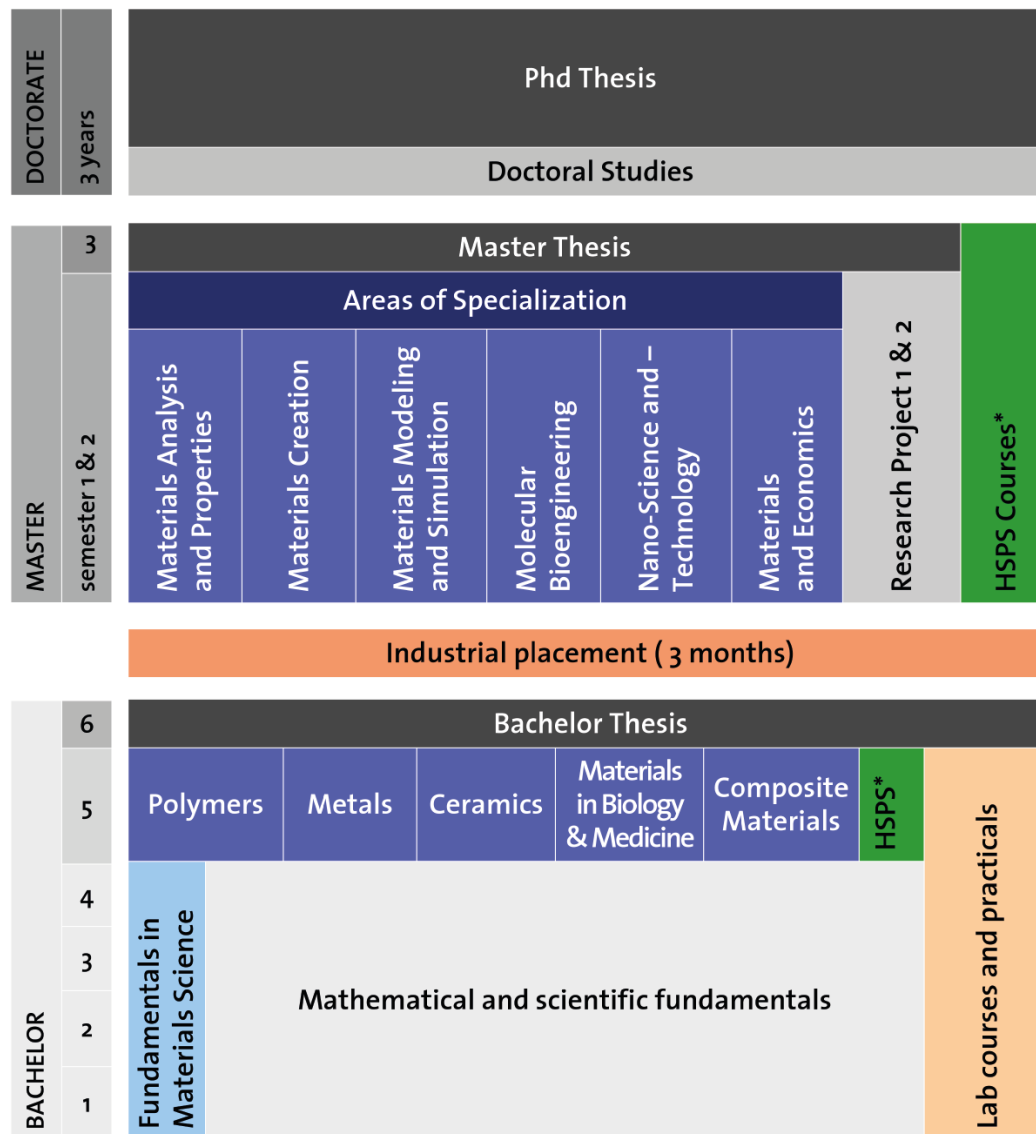 DOCTORATE
3 years
Phd Thesis
Doctoral Studies
MASTER
3
semester 1 & 2
Master Thesis
Areas of Specialization
Materials Analysis
and Properties
Materials Creation
Materials Modeling
and Simulation
Molecular
Bioengineering
Nano-Science and –
Technology
Materials
and Economics
Research Project 1 & 2
HSPS Courses*
Industrial placement ( 3 months)
BACHELOR
6
Bachelor Thesis
5
Polymers
Metals
Ceramics
Materials
in Biology
& Medicine
Composite
Materials
HSPS*
Lab courses and practicals
4
3
2
1
Fundamentals in
Materials Science
Mathematical and scientific fundamentals